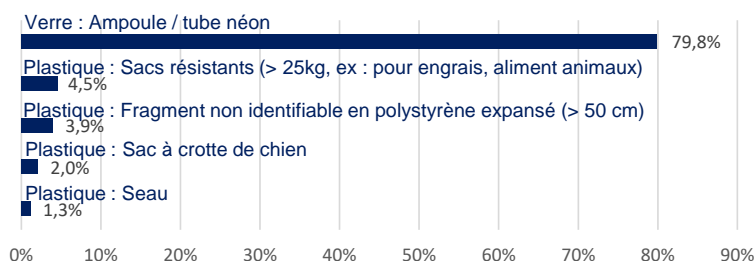 Verre : Ampoule / tube néon
79,8%
Plastique : Sacs résistants (> 25kg, ex : pour engrais, aliment animaux)
4,5%
Plastique : Fragment non identifiable en polystyrène expansé (> 50 cm)
3,9%
Plastique : Sac à crotte de chien
2,0%
Plastique : Seau
1,3%
0% 10% 20% 30% 40% 50% 60% 70% 80% 90%